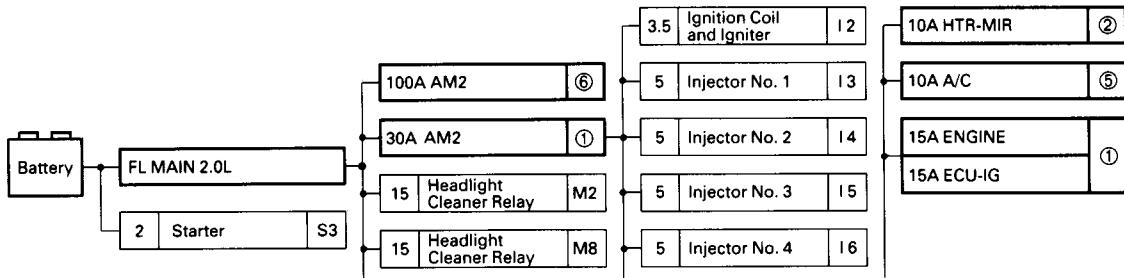 Battery
FL MAIN 2.0L
2 Starter S3
100A AM2 ⑥
30A AM2 ①
15 Headlight Cleaner Relay M2
15 Headlight Cleaner Relay M8
3.5 Ignition Coil and Igniter I2
5 Injector No. 1 I3
5 Injector No. 2 I4
5 Injector No. 3 I5
5 Injector No. 4 I6
10A HTR-MIR ②
10A A/C ⑤
15A ENGINE ①
15A ECU-IG